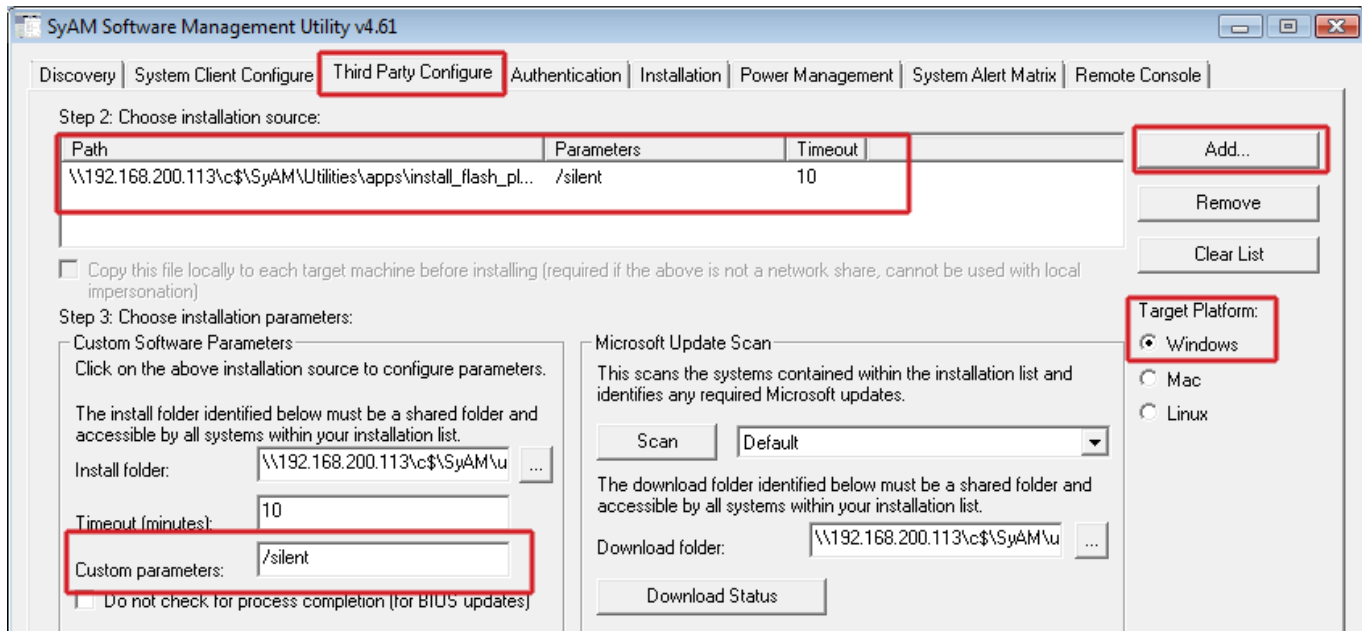 SyAM Software Management Utility v4.61
Discovery System Client Configure Third Party Configure Authentication Installation Power Management System Alert Matrix Remote Console
Step 2: Choose installation source:
Path Parameters Timeout
\\192.168.200.113\c$\SyAM\Utilities\apps\install_flash_pl... /silent 10
Add...
Remove
Clear List
Copy this file locally to each target machine before installing (required if the above is not a network share, cannot be used with local
impersonation)
Step 3: Choose installation parameters:
Custom Software Parameters
Click on the above installation source to configure parameters.
The install folder identified below must be a shared folder and
accessible by all systems within your installation list.
Install folder: \\192.168.200.113\c$\SyAM\u ...
Timeout (minutes): 10
Custom parameters: /silent
Do not check for process completion (for BIOS updates)
Microsoft Update Scan
This scans the systems contained within the installation list and
identifies any required Microsoft updates.
Scan Default
The download folder identified below must be a shared folder and
accessible by all systems within your installation list.
Download folder: \\192.168.200.113\c$\SyAM\u ...
Download Status
Target Platform:
Windows
Mac
Linux